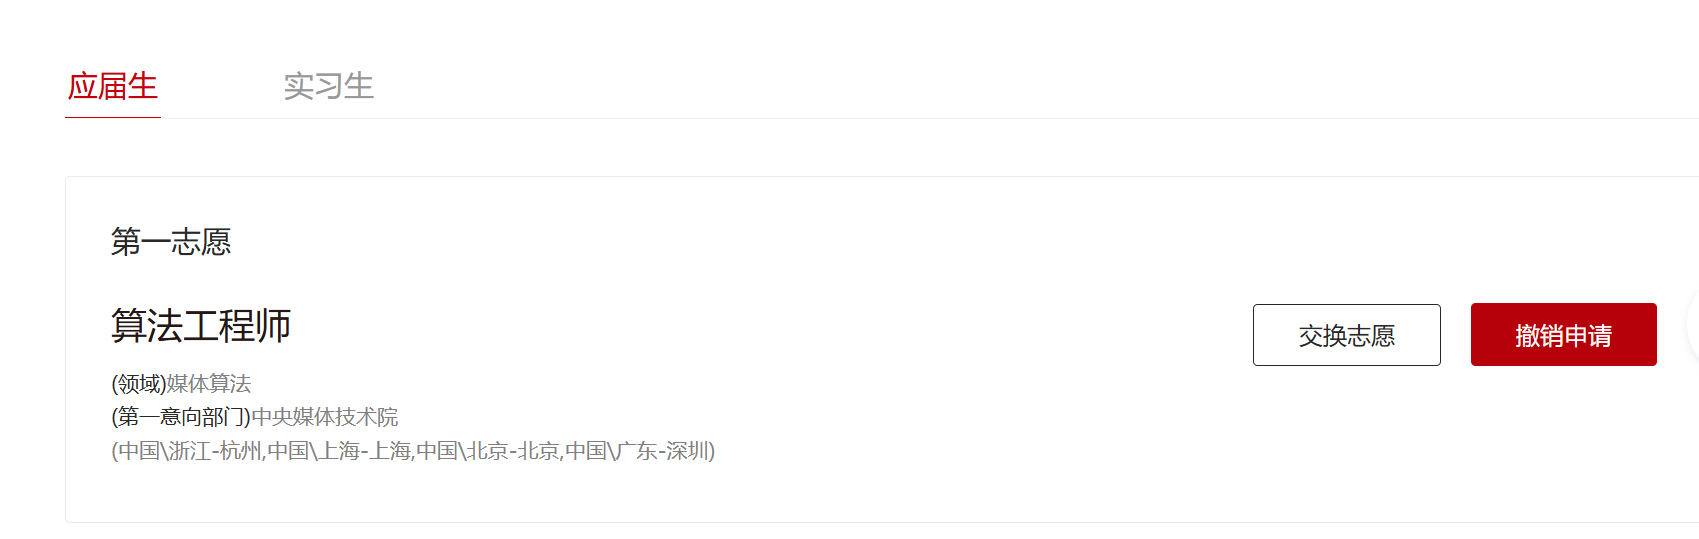 应届生 实习生
第一志愿
算法工程师
交换志愿 撤销申请
(领域)媒体算法
(第一意向部门)中央媒体技术院
(中国\浙江-杭州,中国\上海-上海,中国\北京-北京,中国\广东-深圳)